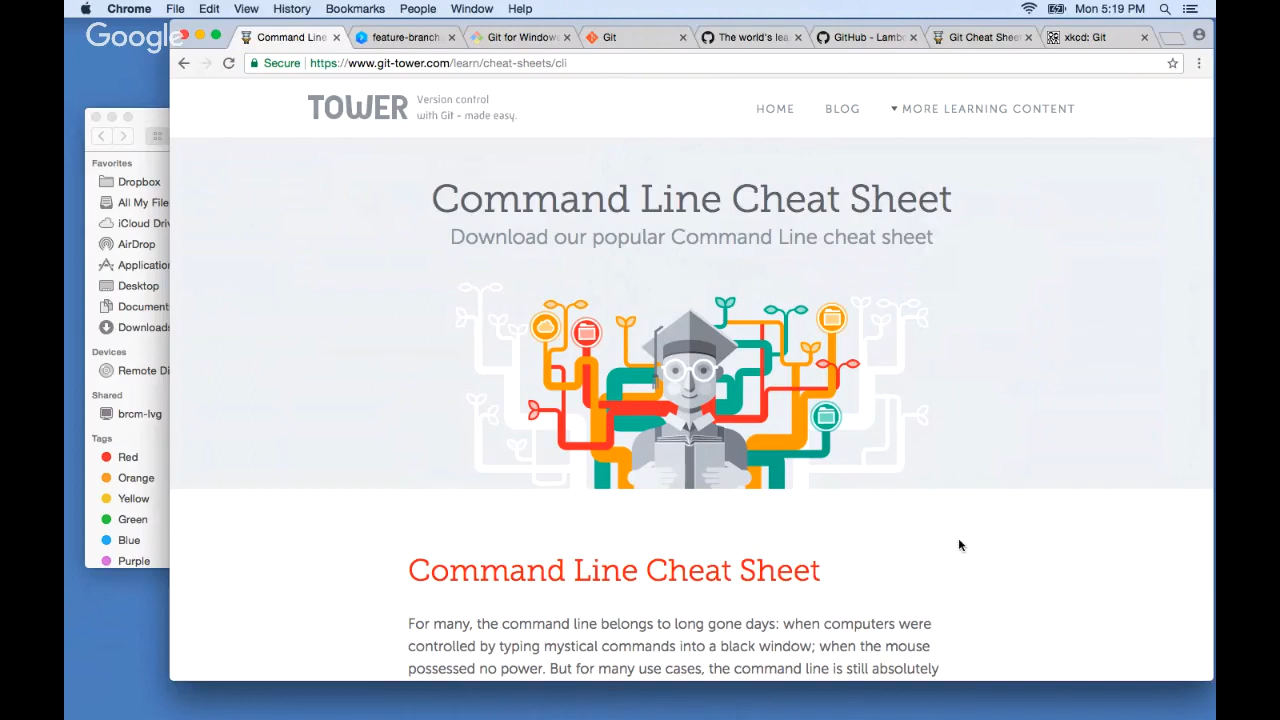 Chrome File Edit View History Bookmarks People Window Help Mon 5:19 PM
Google
Command Line feature-branch Git for Window Git The world's lea GitHub - Lamb Git Cheat Shee xkcd: Git
Secure https://www.git-tower.com/learn/cheat-sheets/cli
TOWER Version control
with Git - made easy.
HOME BLOG MORE LEARNING CONTENT
Favorites
Dropbox
All My File
iCloud Driv
AirDrop
Application
Desktop
Document
Downloads
Devices
Remote Di
Shared
brcm-lvg
Tags
Red
Orange
Yellow
Green
Blue
Purple
Command Line Cheat Sheet
Download our popular Command Line cheat sheet
Command Line Cheat Sheet
For many, the command line belongs to long gone days: when computers were
controlled by typing mystical commands into a black window; when the mouse
possessed no power. But for many use cases, the command line is still absolutely